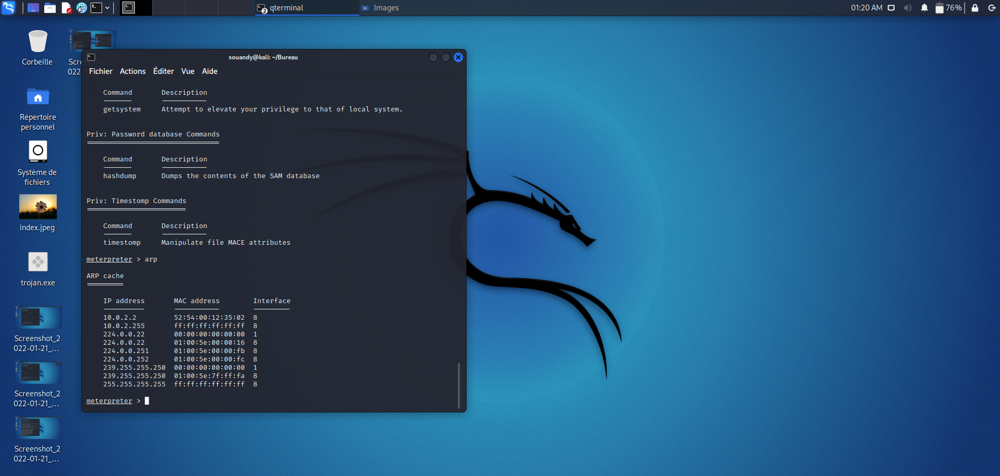 qterminal
2
Images
01:20 AM
76%
Corbeille
Répertoire
personnel
Système de
fichiers
index.jpeg
trojan.exe
Screenshot_2
022-01-21_...
Screenshot_2
022-01-21_...
Screenshot_2
022-01-21_...
Scre
022-
souandy@kali: ~/Bureau
Fichier Actions Éditer Vue Aide
Command Description
getsystem Attempt to elevate your privilege to that of local system.
Priv: Password database Commands
Command Description
hashdump Dumps the contents of the SAM database
Priv: Timestomp Commands
Command Description
timestomp Manipulate file MACE attributes
meterpreter > arp
ARP cache
IP address MAC address Interface
10.0.2.2 52:54:00:12:35:02 8
10.0.2.255 ff:ff:ff:ff:ff:ff 8
224.0.0.22 00:00:00:00:00:00 1
224.0.0.22 01:00:5e:00:00:16 8
224.0.0.251 01:00:5e:00:00:fb 8
224.0.0.252 01:00:5e:00:00:fc 8
239.255.255.250 00:00:00:00:00:00 1
239.255.255.250 01:00:5e:7f:ff:fa 8
255.255.255.255 ff:ff:ff:ff:ff:ff 8
meterpreter >